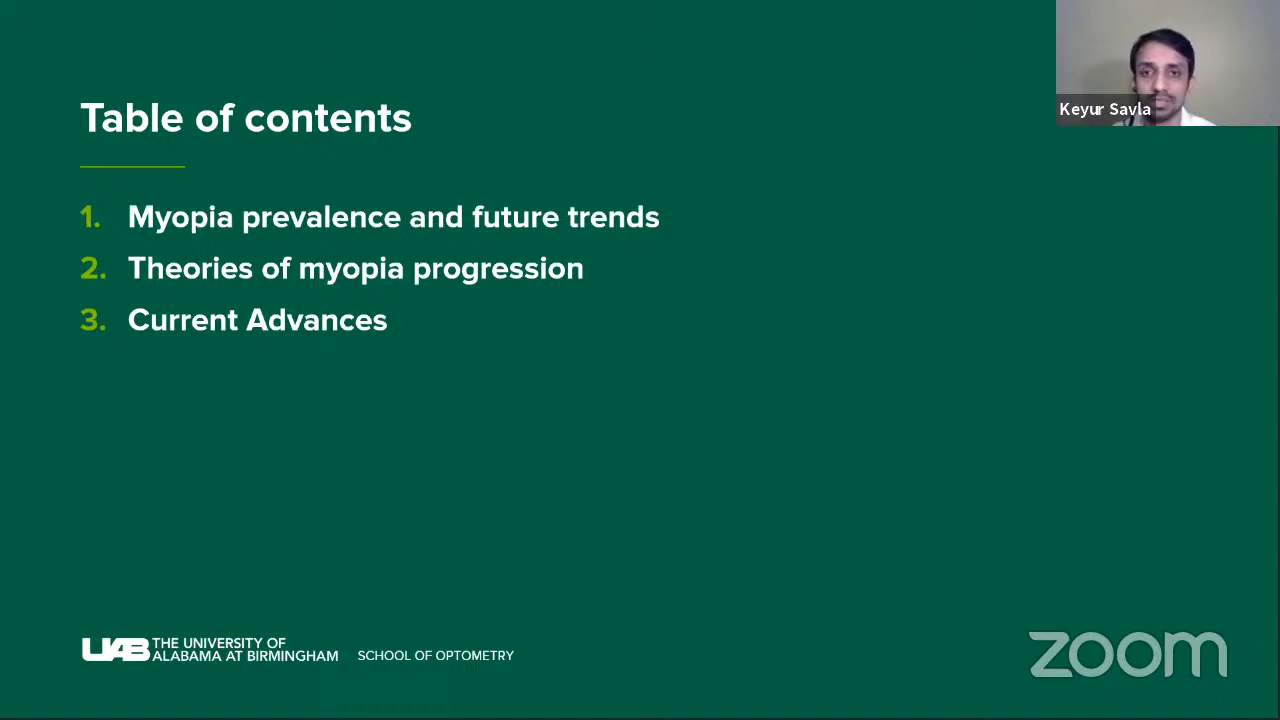 Table of contents
Keyur Savla
1. Myopia prevalence and future trends
2. Theories of myopia progression
3. Current Advances
UAB THE UNIVERSITY OF
ALABAMA AT BIRMINGHAM SCHOOL OF OPTOMETRY
zoom